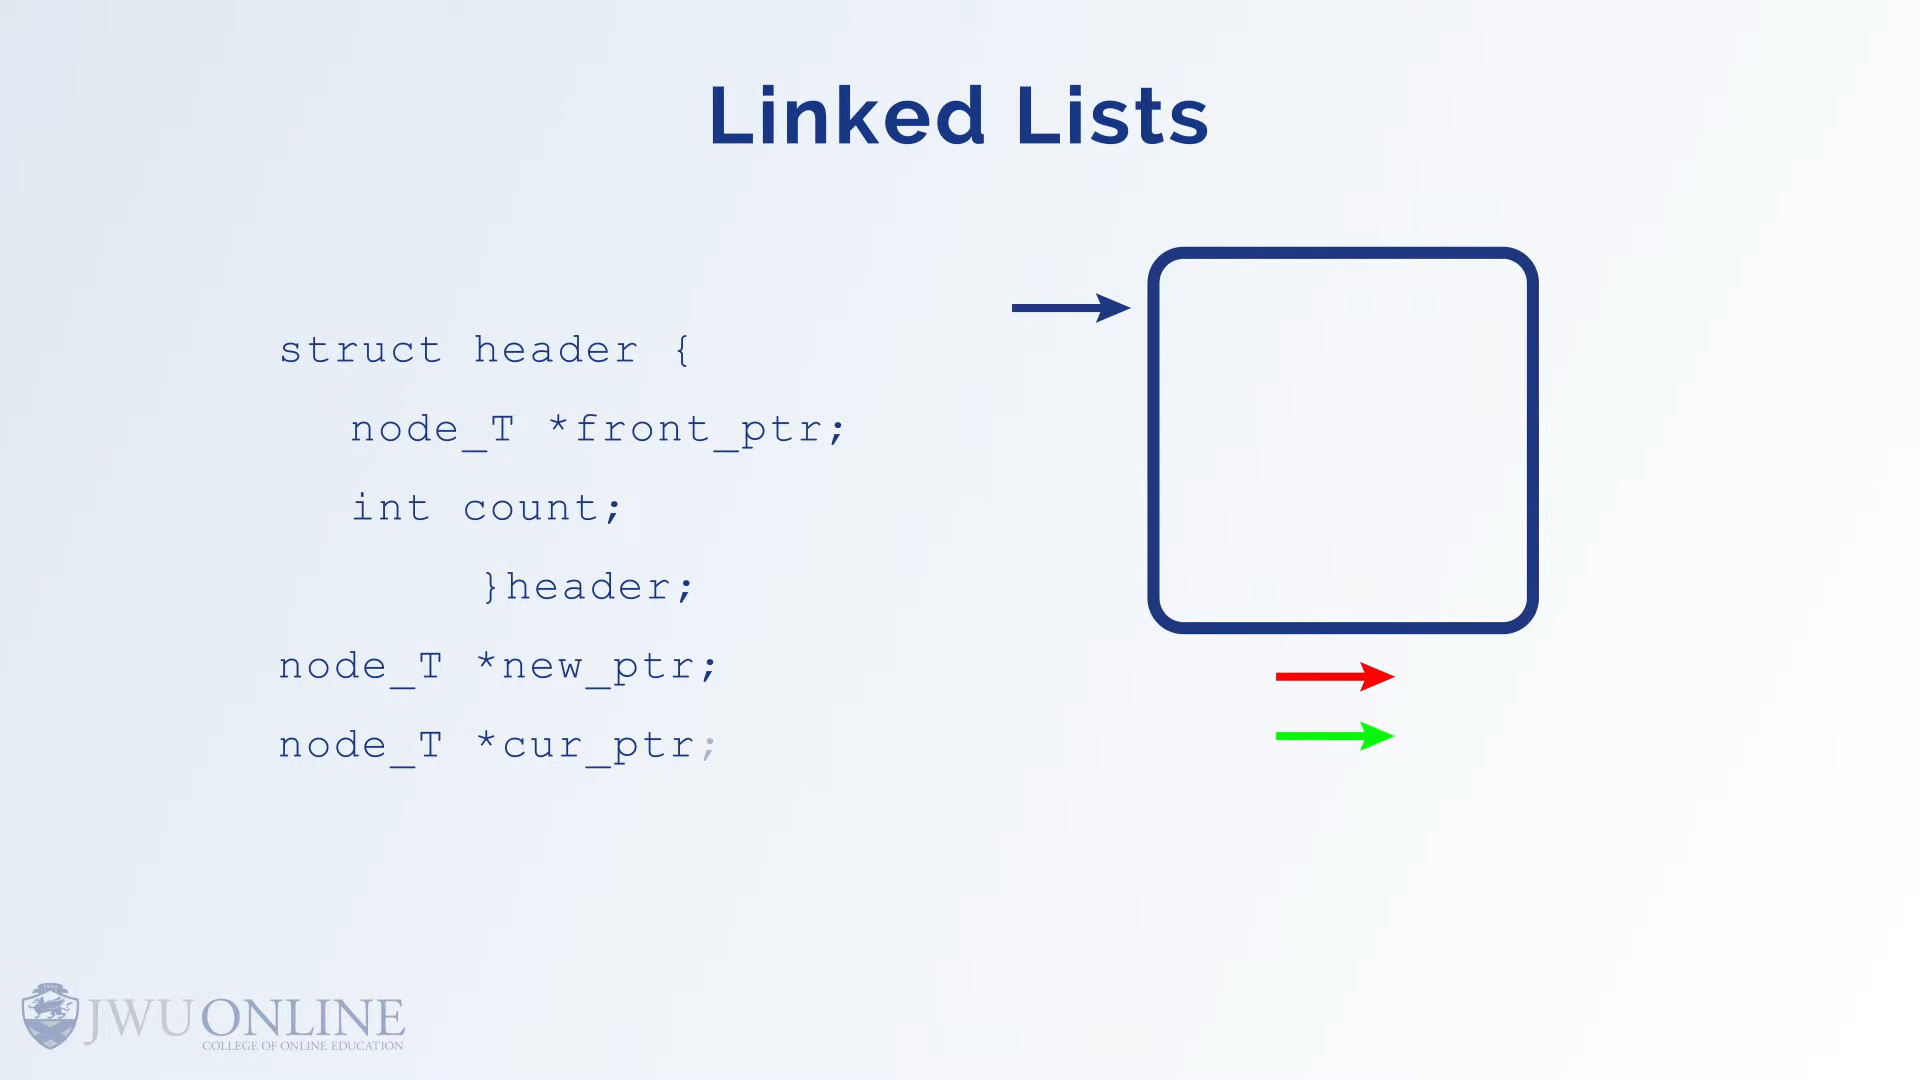 Linked Lists
struct header {
node_T *front_ptr;
int count;
}header;
node_T *new_ptr;
node_T *cur_ptr;
JWU ONLINE
COLLEGE OF ONLINE EDUCATION